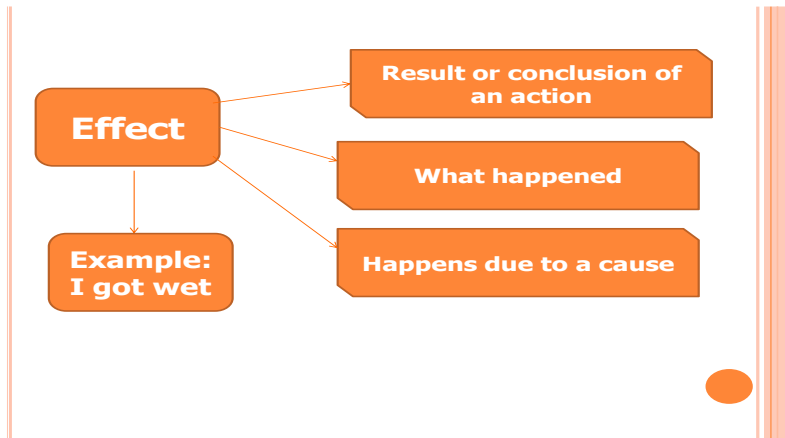 Effect
Result or conclusion of
an action
What happened
Happens due to a cause
Example:
I got wet